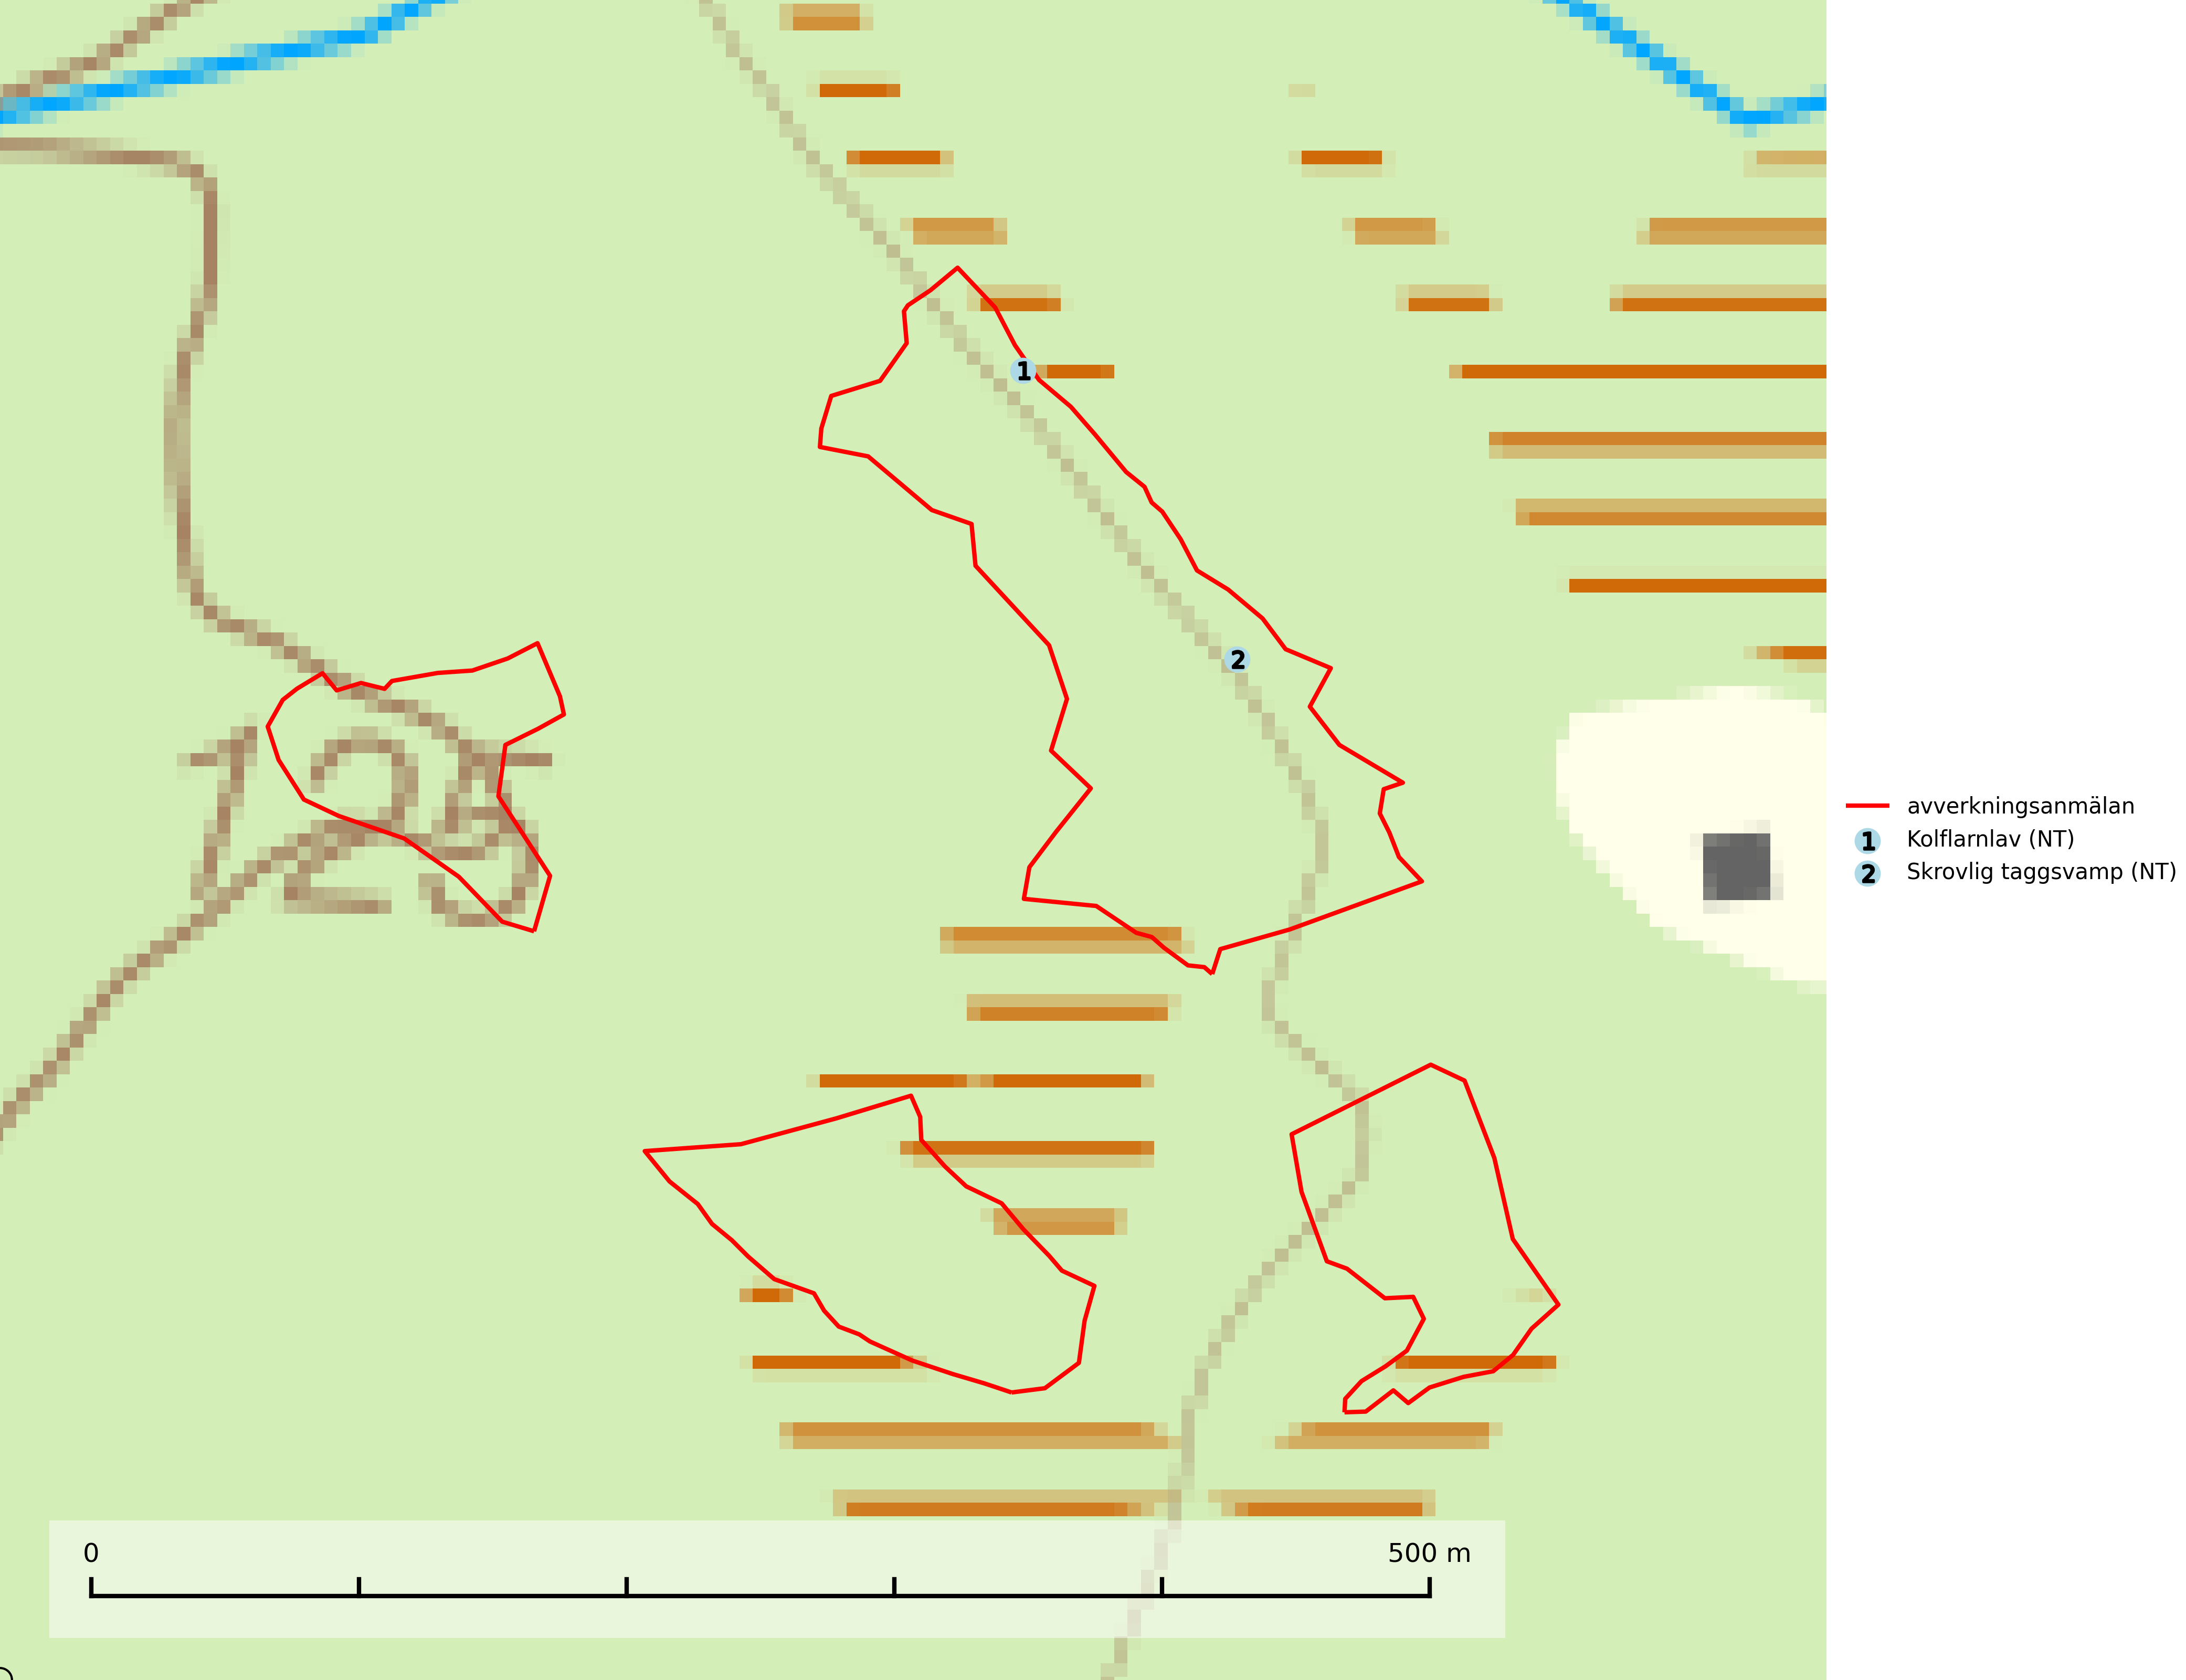 1
2
125
avverkningsanmälan
1 Kolflarnlav (NT)
2 Skrovlig taggsvamp (NT)
0 500 m